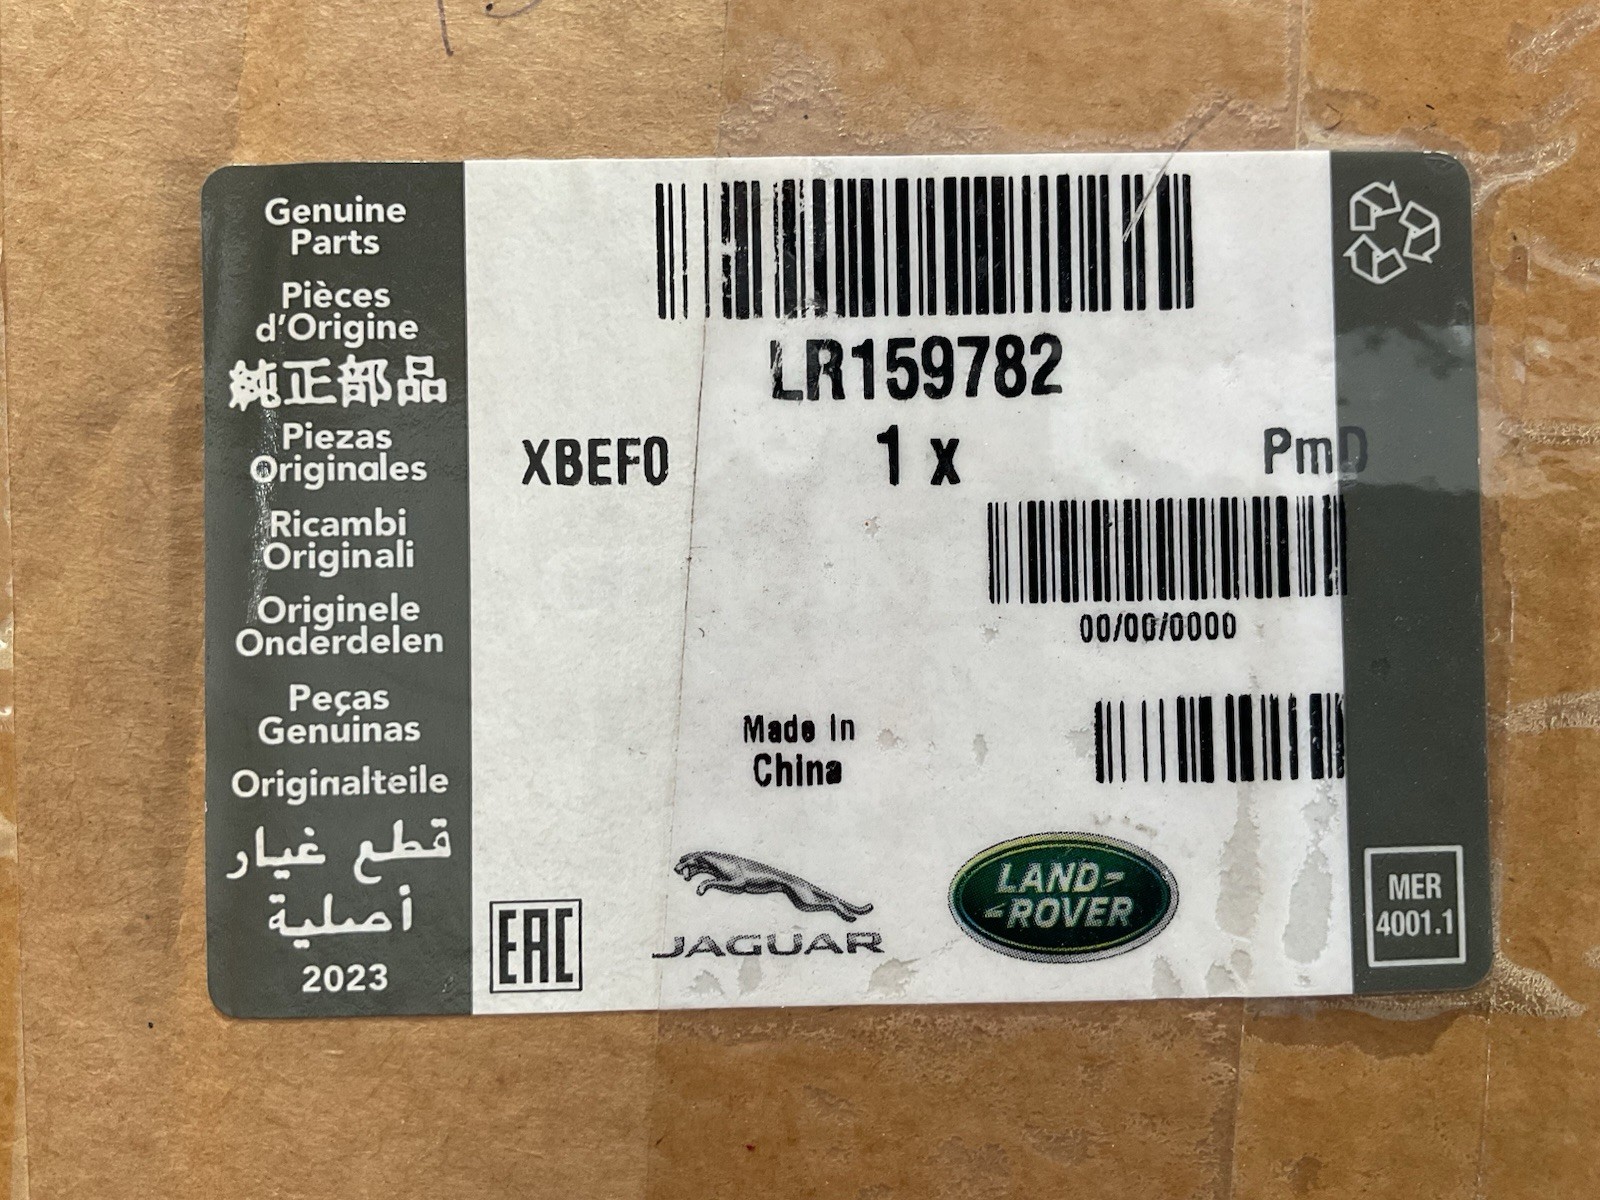 Genuine
Parts
Pièces
d'Origine
純正部品
Piezas
Originales
Ricambi
Originali
Originele
Onderdelen
Peças
Genuinas
Originalteile
قطع غيار
أصلية
2023
LR159782
XBEF0 1 x PmD
00/00/0000
Made In
China
EAC
JAGUAR
LAND-
-ROVER
MER
4001.1